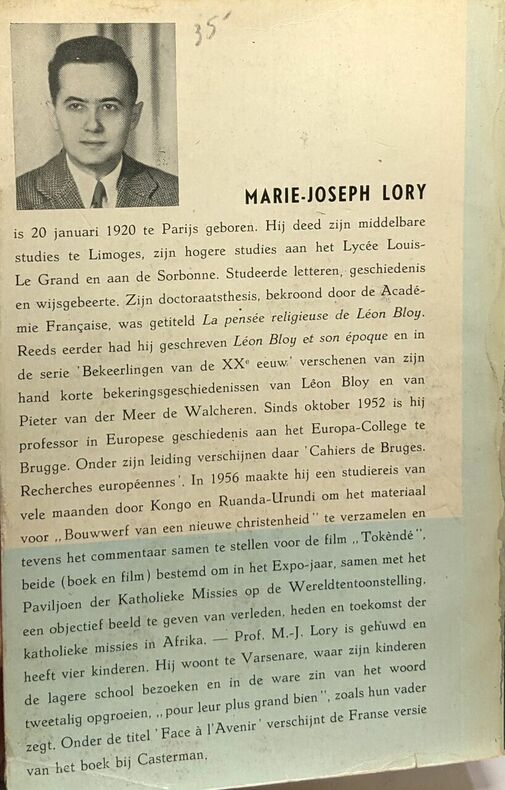 35
MARIE-JOSEPH LORY
is 20 januari 1920 te Parijs geboren. Hij deed zijn middelbare
studies te Limoges, zijn hogere studies aan het Lycée Louis-
Le Grand en aan de Sorbonne. Studeerde letteren, geschiedenis
en wijsgebeerte. Zijn doctoraatsthesis, bekroond door de Acadé-
mie Française, was getiteld La pensée religieuse de Léon Bloy.
Reeds eerder had hij geschreven Léon Bloy et son époque en in
de serie 'Bekeerlingen van de XXe eeuw' verschenen van zijn
hand korte bekeringsgeschiedenissen van Léon Bloy en van
Pieter van der Meer de Walcheren. Sinds oktober 1952 is hij
professor in Europese geschiedenis aan het Europa-College te
Brugge. Onder zijn leiding verschijnen daar 'Cahiers de Bruges.
Recherches européennes'. In 1956 maakte hij een studiereis van
vele maanden door Kongo en Ruanda-Urundi om het materiaal
voor „Bouwwerf van een nieuwe christenheid" te verzamelen en
tevens het commentaar samen te stellen voor de film „Tokèndé",
beide (boek en film) bestemd om in het Expo-jaar, samen met het
Paviljoen der Katholieke Missies op de Wereldtentoonstelling,
een objectief beeld te geven van verleden, heden en toekomst der
katholieke missies in Afrika. — Prof. M.-J. Lory is gehuwd en
heeft vier kinderen. Hij woont te Varsenare, waar zijn kinderen
de lagere school bezoeken en in de ware zin van het woord
tweetalig opgroeien, „pour leur plus grand bien", zoals hun vader
zegt. Onder de titel 'Face à l'Avenir' verschijnt de Franse versie
van het boek bij Casterman.